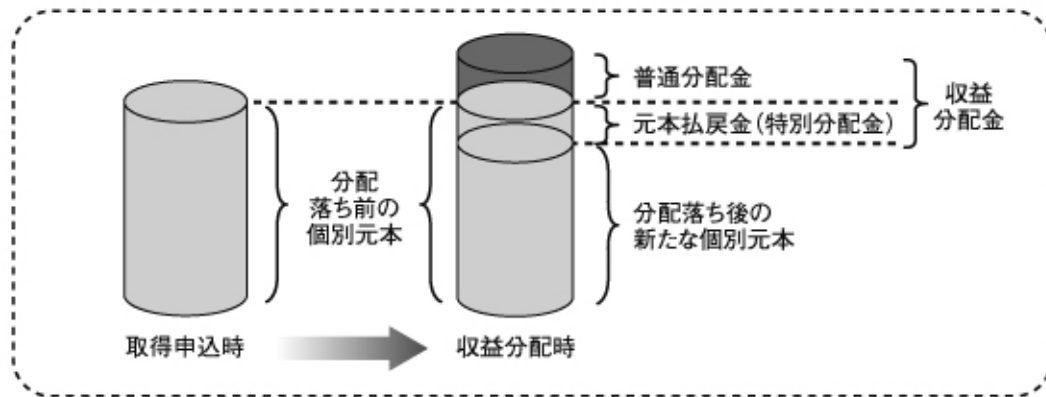 普通分配金
収益
分配金
元本払戻金(特別分配金)
分配
落ち前の
個別元本
分配落ち後の
新たな個別元本
取得申込時
収益分配時